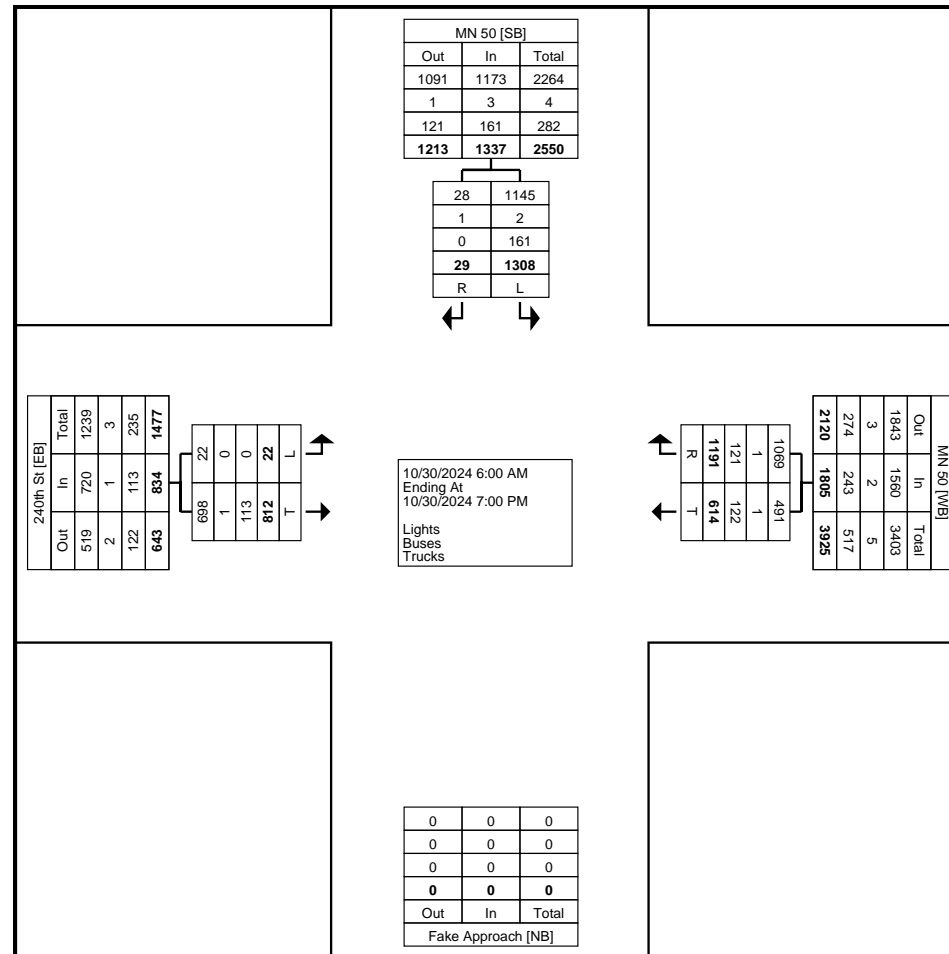 MN 50 [SB]
Out In Total
1091 1173 2264
1 3 4
121 161 282
1213 1337 2550
28 1145
1 2
0 161
29 1308
R L
240th St [EB]
Total 1239 3 235 1477
In 720 1 113 834
Out 519 2 122 643
22 0 0 22 L
698 1 113 812 T
10/30/2024 6:00 AM
Ending At
10/30/2024 7:00 PM
Lights
Buses
Trucks
1069 1 121 1191 R
491 1 122 614 T
MN 50 [WB]
Out 1843 3 274 2120
In 1560 2 243 1805
Total 3403 5 517 3925
0 0 0
0 0 0
0 0 0
0 0 0
Out In Total
Fake Approach [NB]